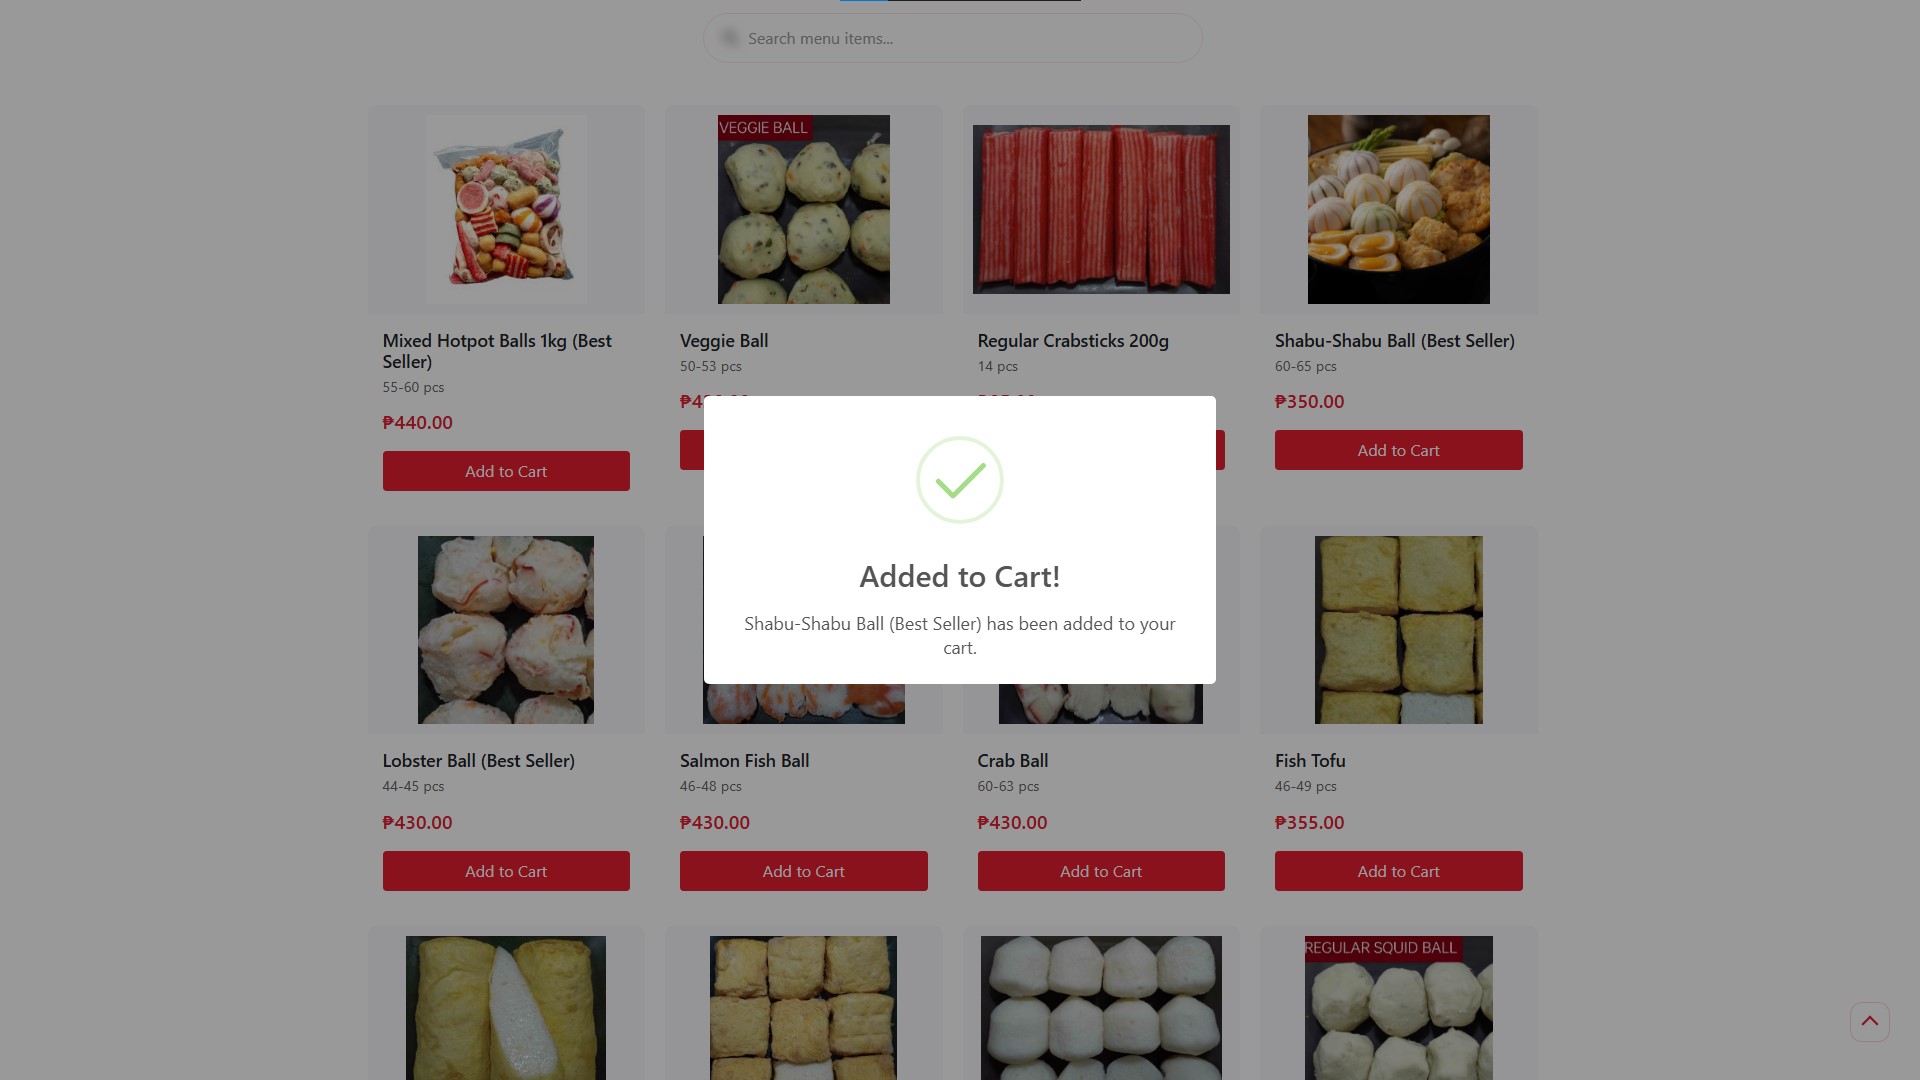 Search menu items...
VEGGIE BALL
Mixed Hotpot Balls 1kg (Best
Seller)
55-60 pcs
₱440.00
Add to Cart
Veggie Ball
50-53 pcs
Regular Crabsticks 200g
14 pcs
Shabu-Shabu Ball (Best Seller)
60-65 pcs
₱350.00
Add to Cart
Added to Cart!
Shabu-Shabu Ball (Best Seller) has been added to your
cart.
Lobster Ball (Best Seller)
44-45 pcs
₱430.00
Add to Cart
Salmon Fish Ball
46-48 pcs
₱430.00
Add to Cart
Crab Ball
60-63 pcs
₱430.00
Add to Cart
Fish Tofu
46-49 pcs
₱355.00
Add to Cart
REGULAR SQUID BALL